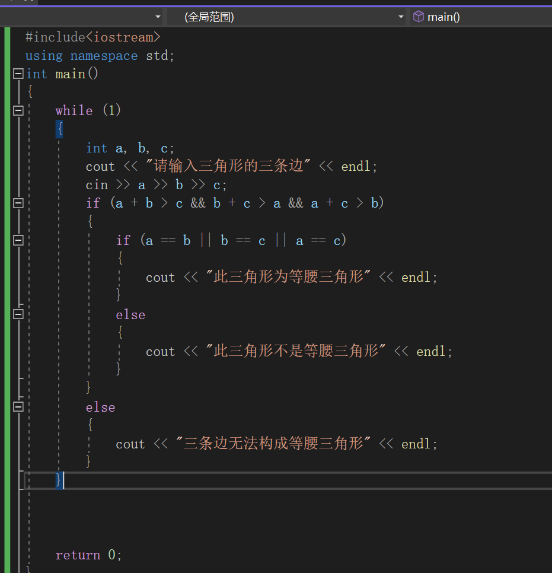 (全局范围) main()
#include<iostream>
using namespace std;
int main()
{
while (1)
{
int a, b, c;
cout << "请输入三角形的三条边" << endl;
cin >> a >> b >> c;
if (a + b > c && b + c > a && a + c > b)
{
if (a == b || b == c || a == c)
{
cout << "此三角形为等腰三角形" << endl;
}
else
{
cout << "此三角形不是等腰三角形" << endl;
}
}
else
{
cout << "三条边无法构成等腰三角形" << endl;
}
}
return 0;